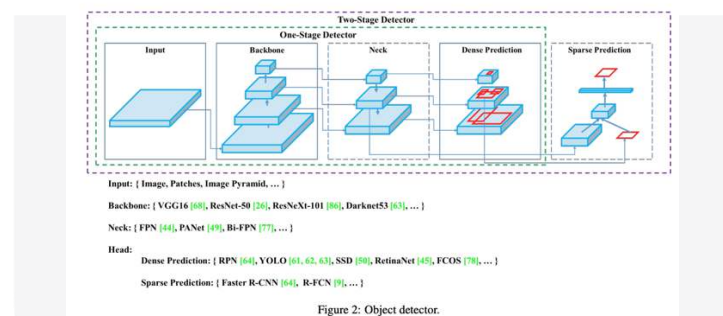 Two-Stage Detector
One-Stage Detector
Input
Backbone
Neck
Dense Prediction
Sparse Prediction
Input: { Image, Patches, Image Pyramid, ... }
Backbone: { VGG16 [68], ResNet-50 [26], ResNeXt-101 [86], Darknet53 [63], ... }
Neck: { FPN [44], PANet [49], Bi-FPN [77], ... }
Head:
Dense Prediction: { RPN [64], YOLO [61, 62, 63], SSD [50], RetinaNet [45], FCOS [78], ... }
Sparse Prediction: { Faster R-CNN [64], R-FCN [9], ... }
Figure 2: Object detector.